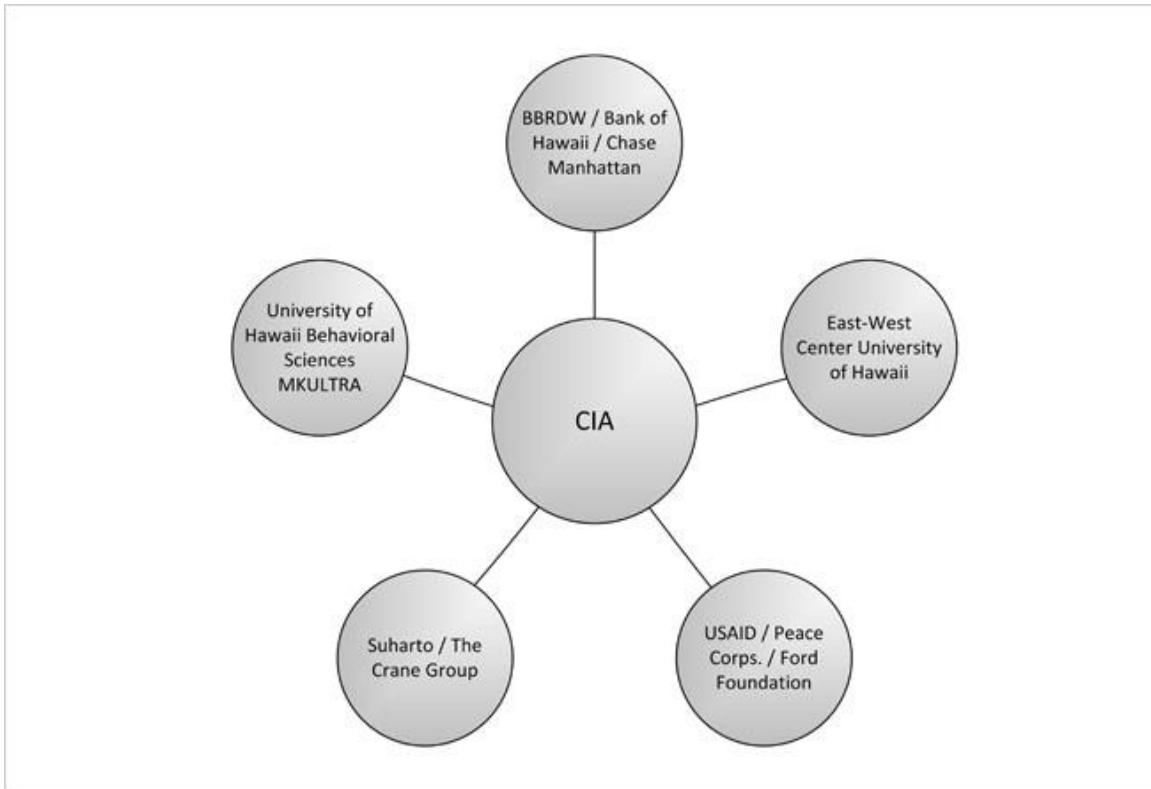 BBRDW / Bank of
Hawaii / Chase
Manhattan
University of
Hawaii Behavioral
Sciences
MKULTRA
East-West
Center University
of Hawaii
CIA
Suharto / The
Crane Group
USAID / Peace
Corps. / Ford
Foundation